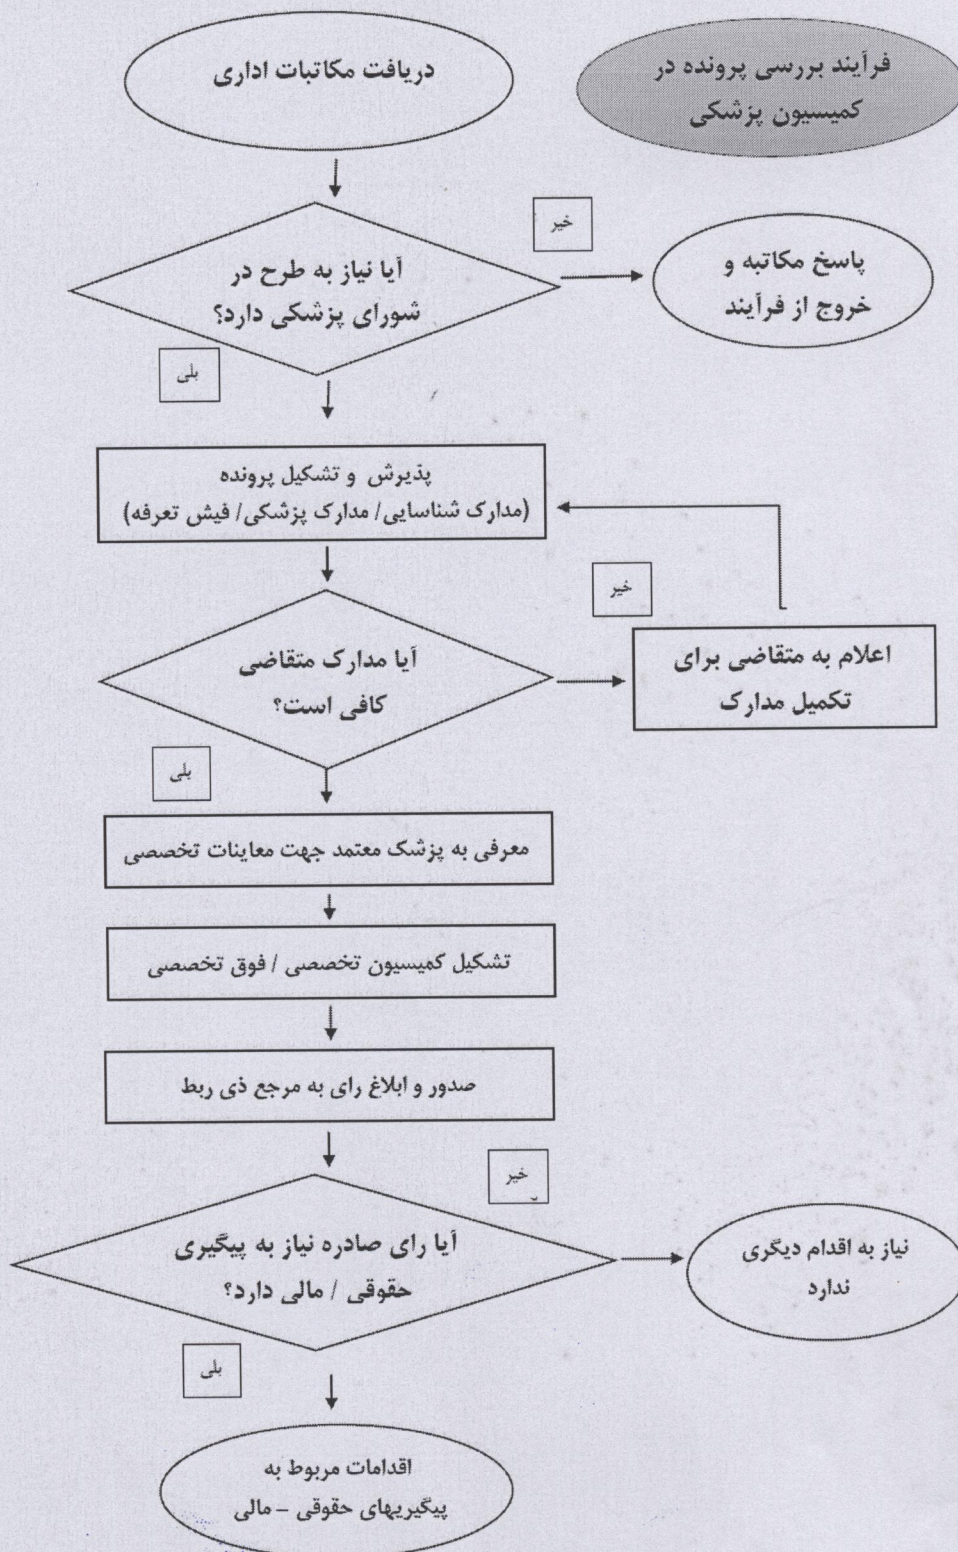 فرآیند بررسی پرونده در
کمیسیون پزشکی
دریافت مکاتبات اداری
آیا نیاز به طرح در
شورای پزشکی دارد؟
خیر
پاسخ مکاتبه و
خروج از فرآیند
بلی
پذیرش و تشکیل پرونده
(مدارک شناسایی/ مدارک پزشکی/ فیش تعرفه)
آیا مدارک متقاضی
کافی است؟
خیر
اعلام به متقاضی برای
تکمیل مدارک
بلی
معرفی به پزشک معتمد جهت معاینات تخصصی
تشکیل کمیسیون تخصصی / فوق تخصصی
صدور و ابلاغ رای به مرجع ذی ربط
آیا رای صادره نیاز به پیگیری
حقوقی / مالی دارد؟
خیر
نیاز به اقدام دیگری
ندارد
بلی
اقدامات مربوط به
پیگیریهای حقوقی – مالی